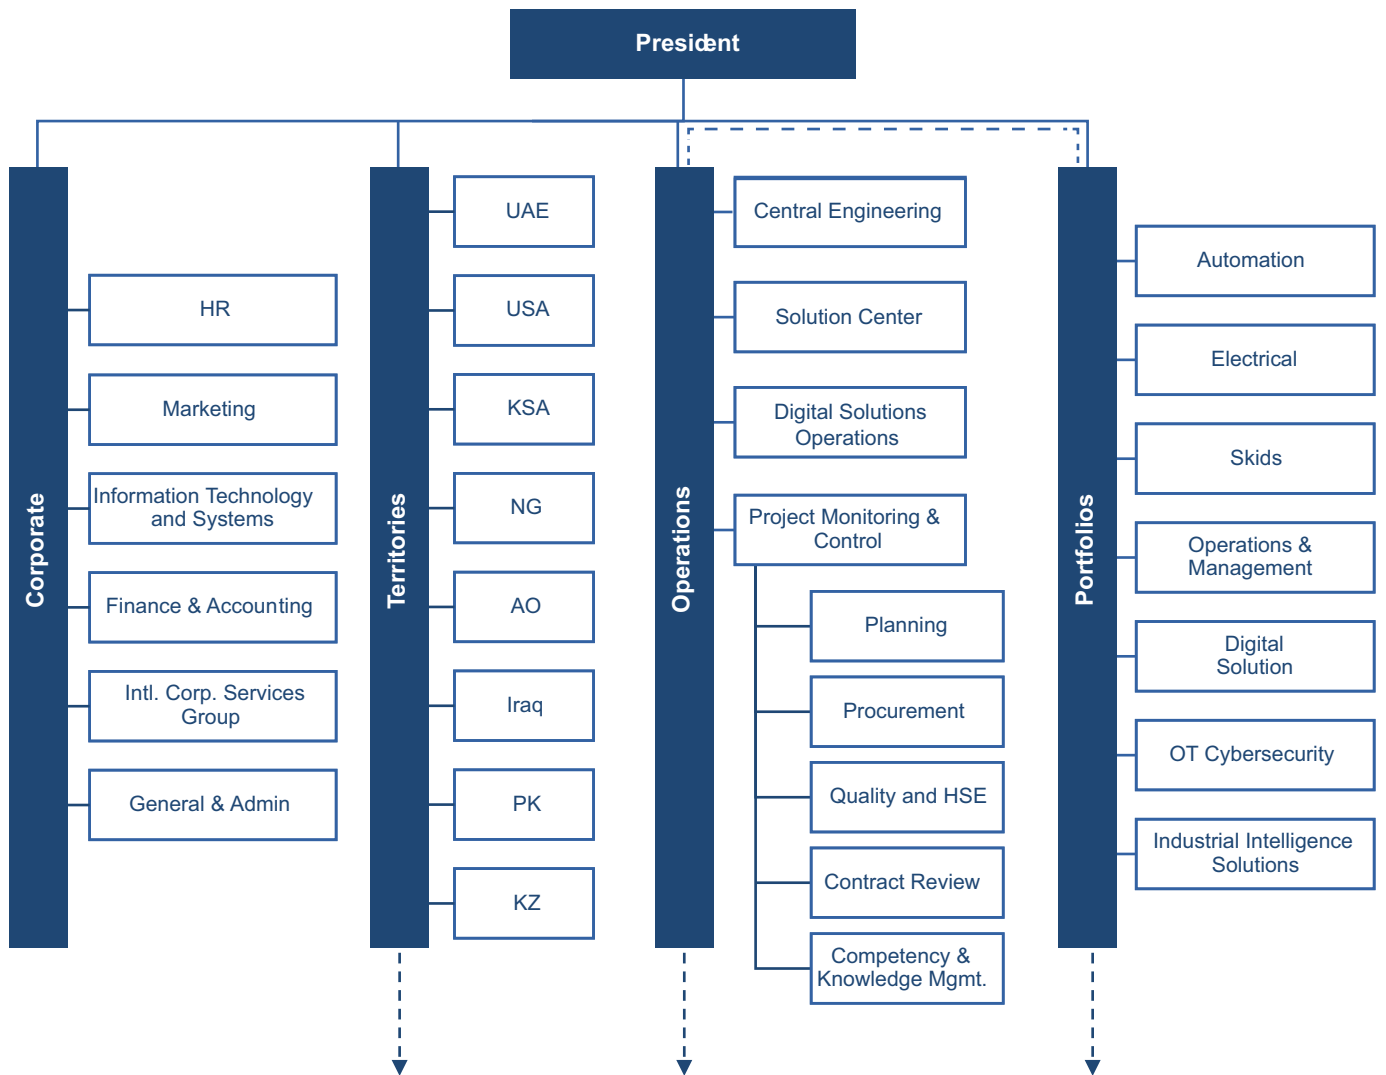 President
Corporate
HR
Marketing
Information Technology
and Systems
Finance & Accounting
Intl. Corp. Services
Group
General & Admin
Territories
UAE
USA
KSA
NG
AO
Iraq
PK
KZ
Operations
Central Engineering
Solution Center
Digital Solutions
Operations
Project Monitoring &
Control
Planning
Procurement
Quality and HSE
Contract Review
Competency &
Knowledge Mgmt.
Portfolios
Automation
Electrical
Skids
Operations &
Management
Digital
Solution
OT Cybersecurity
Industrial Intelligence
Solutions